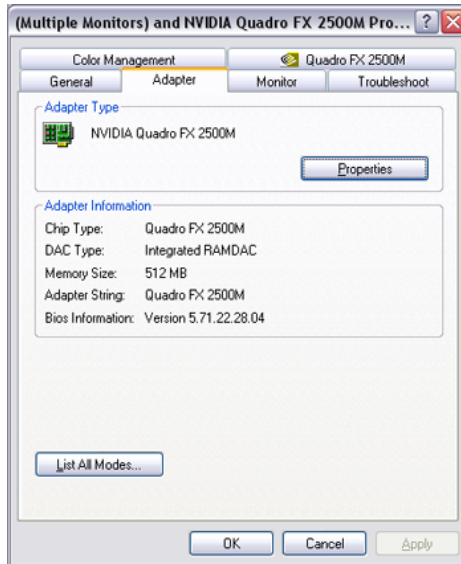 (Multiple Monitors) and NVIDIA Quadro FX 2500M Pro...
Color Management
Quadro FX 2500M
General
Adapter
Monitor
Troubleshoot
Adapter Type
NVIDIA Quadro FX 2500M
Properties
Adapter Information
Chip Type: Quadro FX 2500M
DAC Type: Integrated RAMDAC
Memory Size: 512 MB
Adapter String: Quadro FX 2500M
Bios Information: Version 5.71.22.28.04
List All Modes...
OK
Cancel
Apply